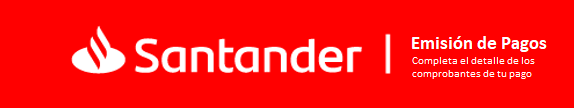 Santander
Emisión de Pagos
Completa el detalle de los
comprobantes de tu pago